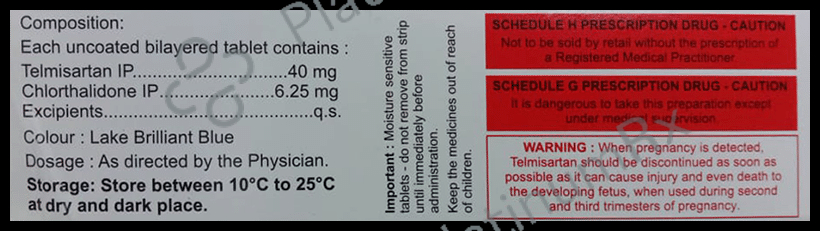 Composition:
Each uncoated bilayered tablet contains :
Telmisartan IP.............................40 mg
Chlorthalidone IP.....................6.25 mg
Excipients.......................................q.s.
Colour : Lake Brilliant Blue
Dosage : As directed by the Physician.
Storage: Store between 10°C to 25°C
at dry and dark place.
Important : Moisture sensitive
tablets - do not remove from strip
until immediately before
administration.
Keep the medicines out of reach
of children.
SCHEDULE H PRESCRIPTION DRUG - CAUTION
Not to be sold by retail without the prescription of
a Registered Medical Practitioner
SCHEDULE G PRESCRIPTION DRUG - CAUTION
It is dangerous to take this preparation except
under medical supervision.
WARNING : When pregnancy is detected,
Telmisartan should be discontinued as soon as
possible as it can cause injury and even death to
the developing fetus, when used during second
and third trimesters of pregnancy.
PlatinumRx